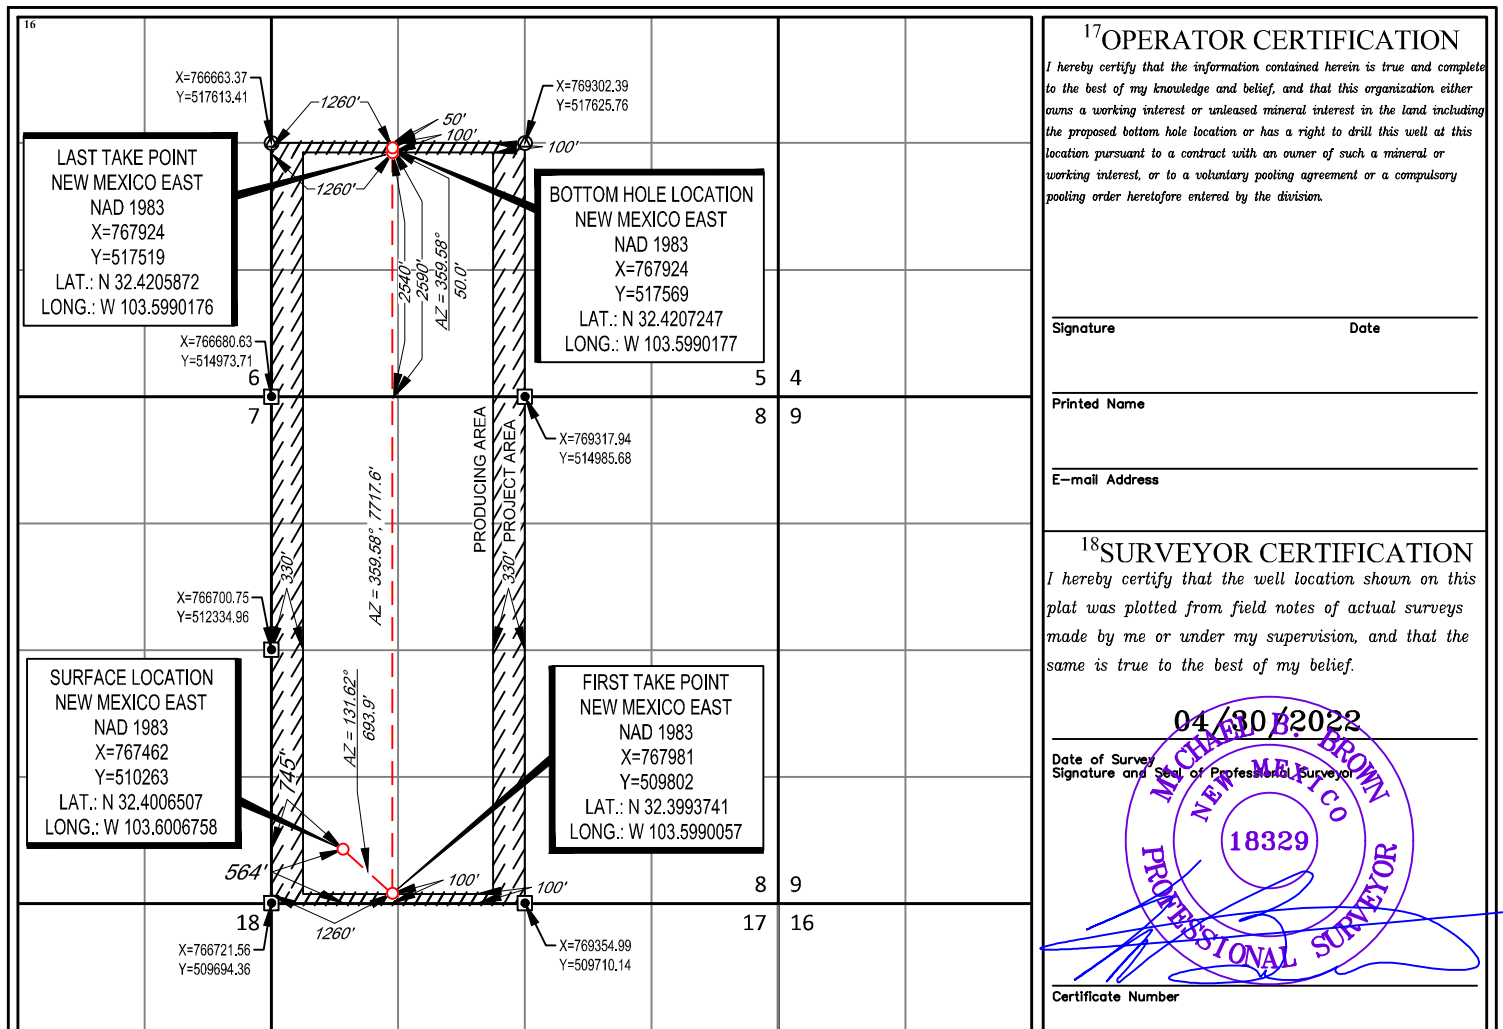 16
X=766663.37
Y=517613.41
1260'
50'
100'
X=769302.39
Y=517625.76
100'
1260'
LAST TAKE POINT
NEW MEXICO EAST
NAD 1983
X=767924
Y=517519
LAT.: N 32.4205872
LONG.: W 103.5990176
BOTTOM HOLE LOCATION
NEW MEXICO EAST
NAD 1983
X=767924
Y=517569
LAT.: N 32.4207247
LONG.: W 103.5990177
2540'
2590'
AZ = 359.58°
50.0'
X=766680.63
Y=514973.71
6
5
4
7
8
9
X=769317.94
Y=514985.68
PRODUCING AREA
PROJECT AREA
AZ = 359.58°, 7717.6'
330'
330'
X=766700.75
Y=512334.96
SURFACE LOCATION
NEW MEXICO EAST
NAD 1983
X=767462
Y=510263
LAT.: N 32.4006507
LONG.: W 103.6006758
AZ = 131.62°
693.9'
FIRST TAKE POINT
NEW MEXICO EAST
NAD 1983
X=767981
Y=509802
LAT.: N 32.3993741
LONG.: W 103.5990057
745'
564'
100'
100'
8
9
18
1260'
17
16
X=766721.56
Y=509694.36
X=769354.99
Y=509710.14
17OPERATOR CERTIFICATION
I hereby certify that the information contained herein is true and complete
to the best of my knowledge and belief, and that this organization either
owns a working interest or unleased mineral interest in the land including
the proposed bottom hole location or has a right to drill this well at this
location pursuant to a contract with an owner of such a mineral or
working interest, or to a voluntary pooling agreement or a compulsory
pooling order heretofore entered by the division.
Signature Date
Printed Name
E-mail Address
18SURVEYOR CERTIFICATION
I hereby certify that the well location shown on this
plat was plotted from field notes of actual surveys
made by me or under my supervision, and that the
same is true to the best of my belief.
04/30/2022
Date of Survey
Signature and Seal of Professional Surveyor
MICHAEL B. BROWN
NEW MEXICO
18329
PROFESSIONAL SURVEYOR
Certificate Number